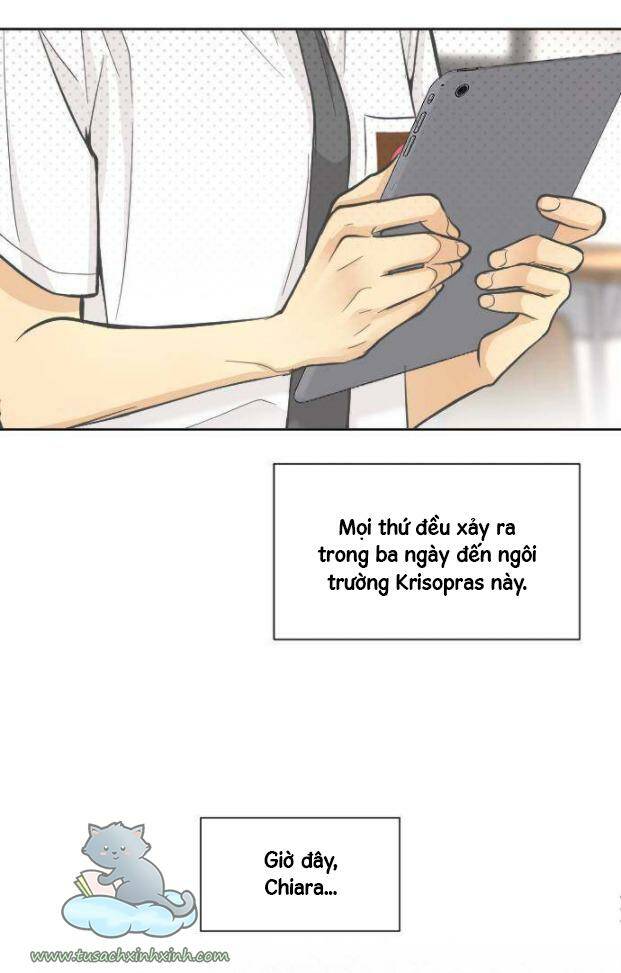 Mọi thứ đều xảy ra
trong ba ngày đến ngôi
trường Krisopras này.
Giờ đây,
Chiara...
www.tusachxinhxinh.com